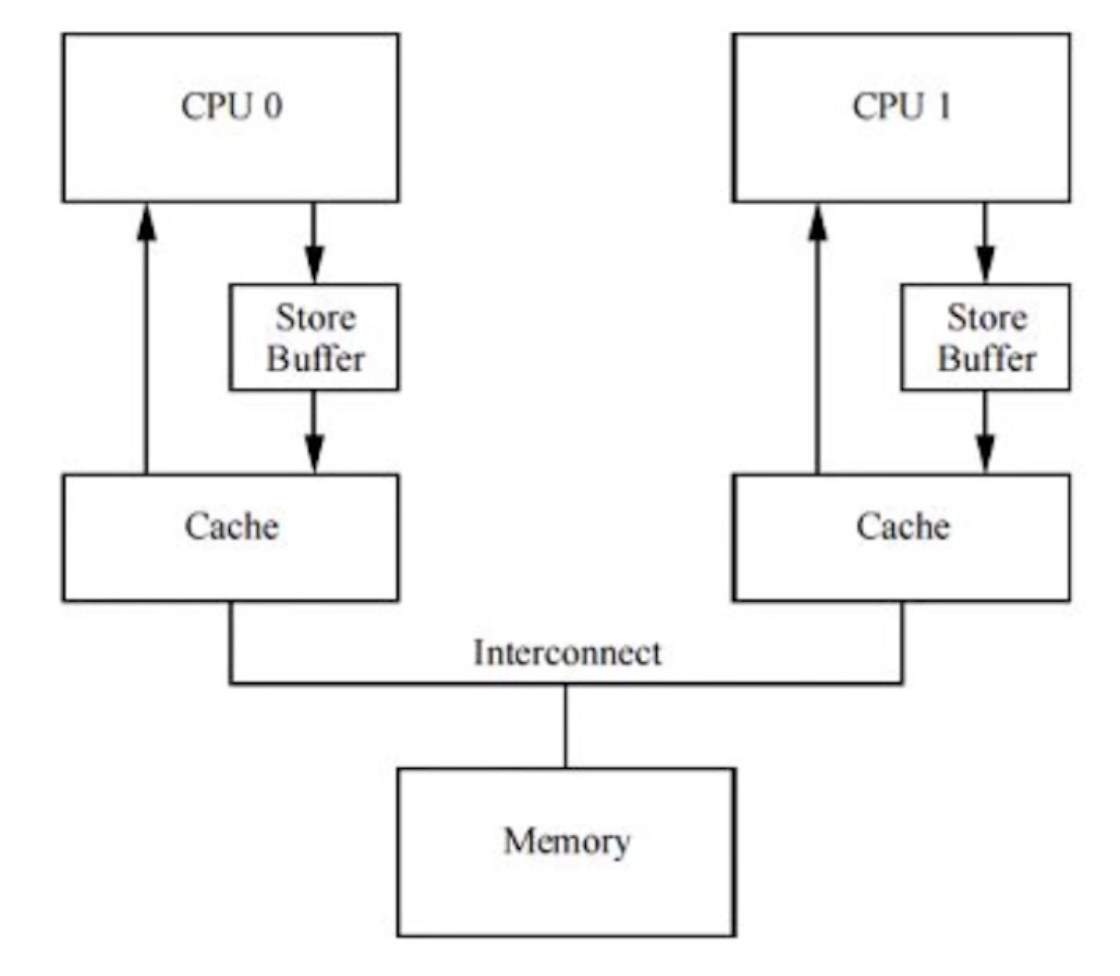 CPU 0
CPU 1
Store
Buffer
Store
Buffer
Cache
Cache
Interconnect
Memory